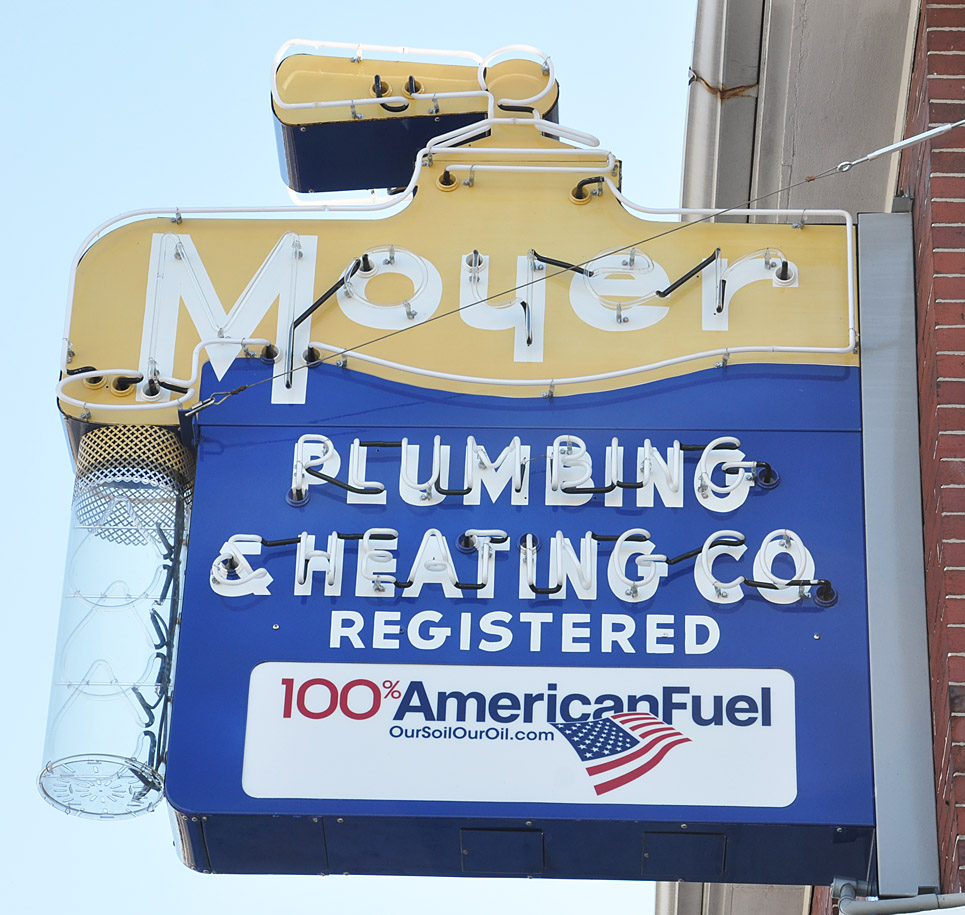 Moyer
PLUMBING
& HEATING CO
REGISTERED
100% AmericanFuel
OurSoilOurOil.com